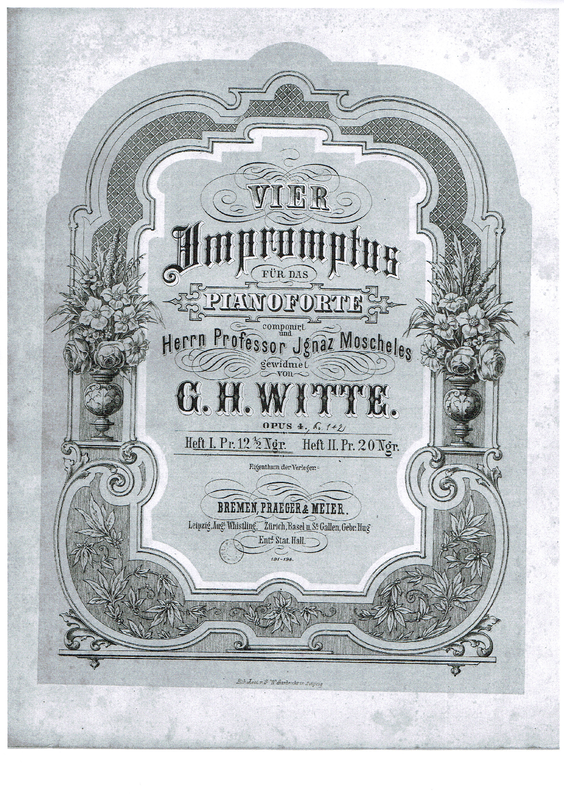 VIER
Impromptus
FÜR DAS
PIANOFORTE
componirt
und
Herrn Professor Jgnaz Moscheles
gewidmet
von
G. H. WITTE.
OPUS 4.
Heft I. Pr. 12 ½ Ngr. Heft II. Pr. 20 Ngr.
Eigenthum der Verleger.
BREMEN, PRAEGER & MEIER.
Leipzig, Aug. Whistling. Zürich, Basel u. St Gallen, Gebr. Hug
Entd Stat. Hall.